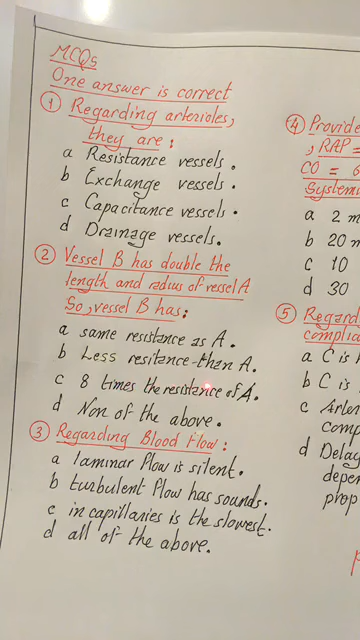 MCQs
One answer is correct
① Regarding arterioles,
they are:
a Resistance vessels.
b Exchange vessels.
c Capacitance vessels.
d Drainage vessels.
② Vessel B has double the
length and radius of vessel A
So, vessel B has:
a same resistance as A.
b Less resitance than A.
c 8 times the resistance of A.
d Non of the above.
③ Regarding Blood Flow:
a laminar flow is silent.
b turbulent flow has sounds.
c in capillaries is the slowest.
d all of the above.
④ Provide
, RAP =
CO = 6
System
a 2 m
b 20 m
c 10
d 30
⑤ Regard
complia
a C is
b C is
c Arter
comp
d Delay
depen
prop